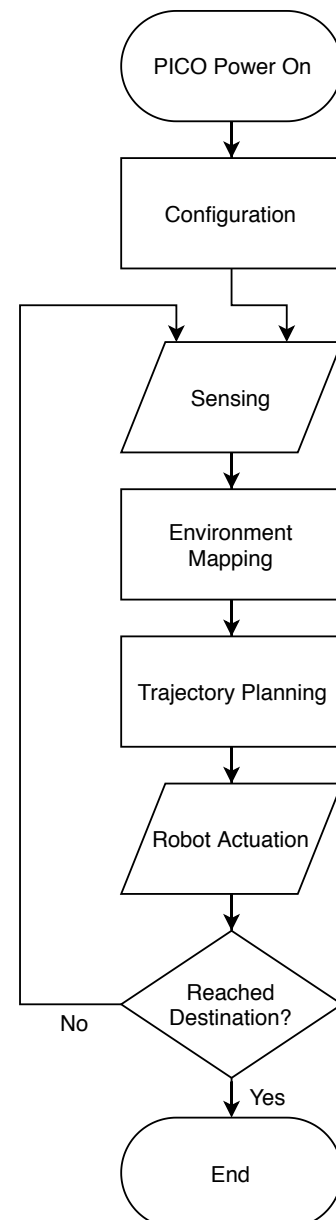 PICO Power On
Configuration
Sensing
Environment
Mapping
Trajectory Planning
Robot Actuation
Reached
Destination?
No
Yes
End